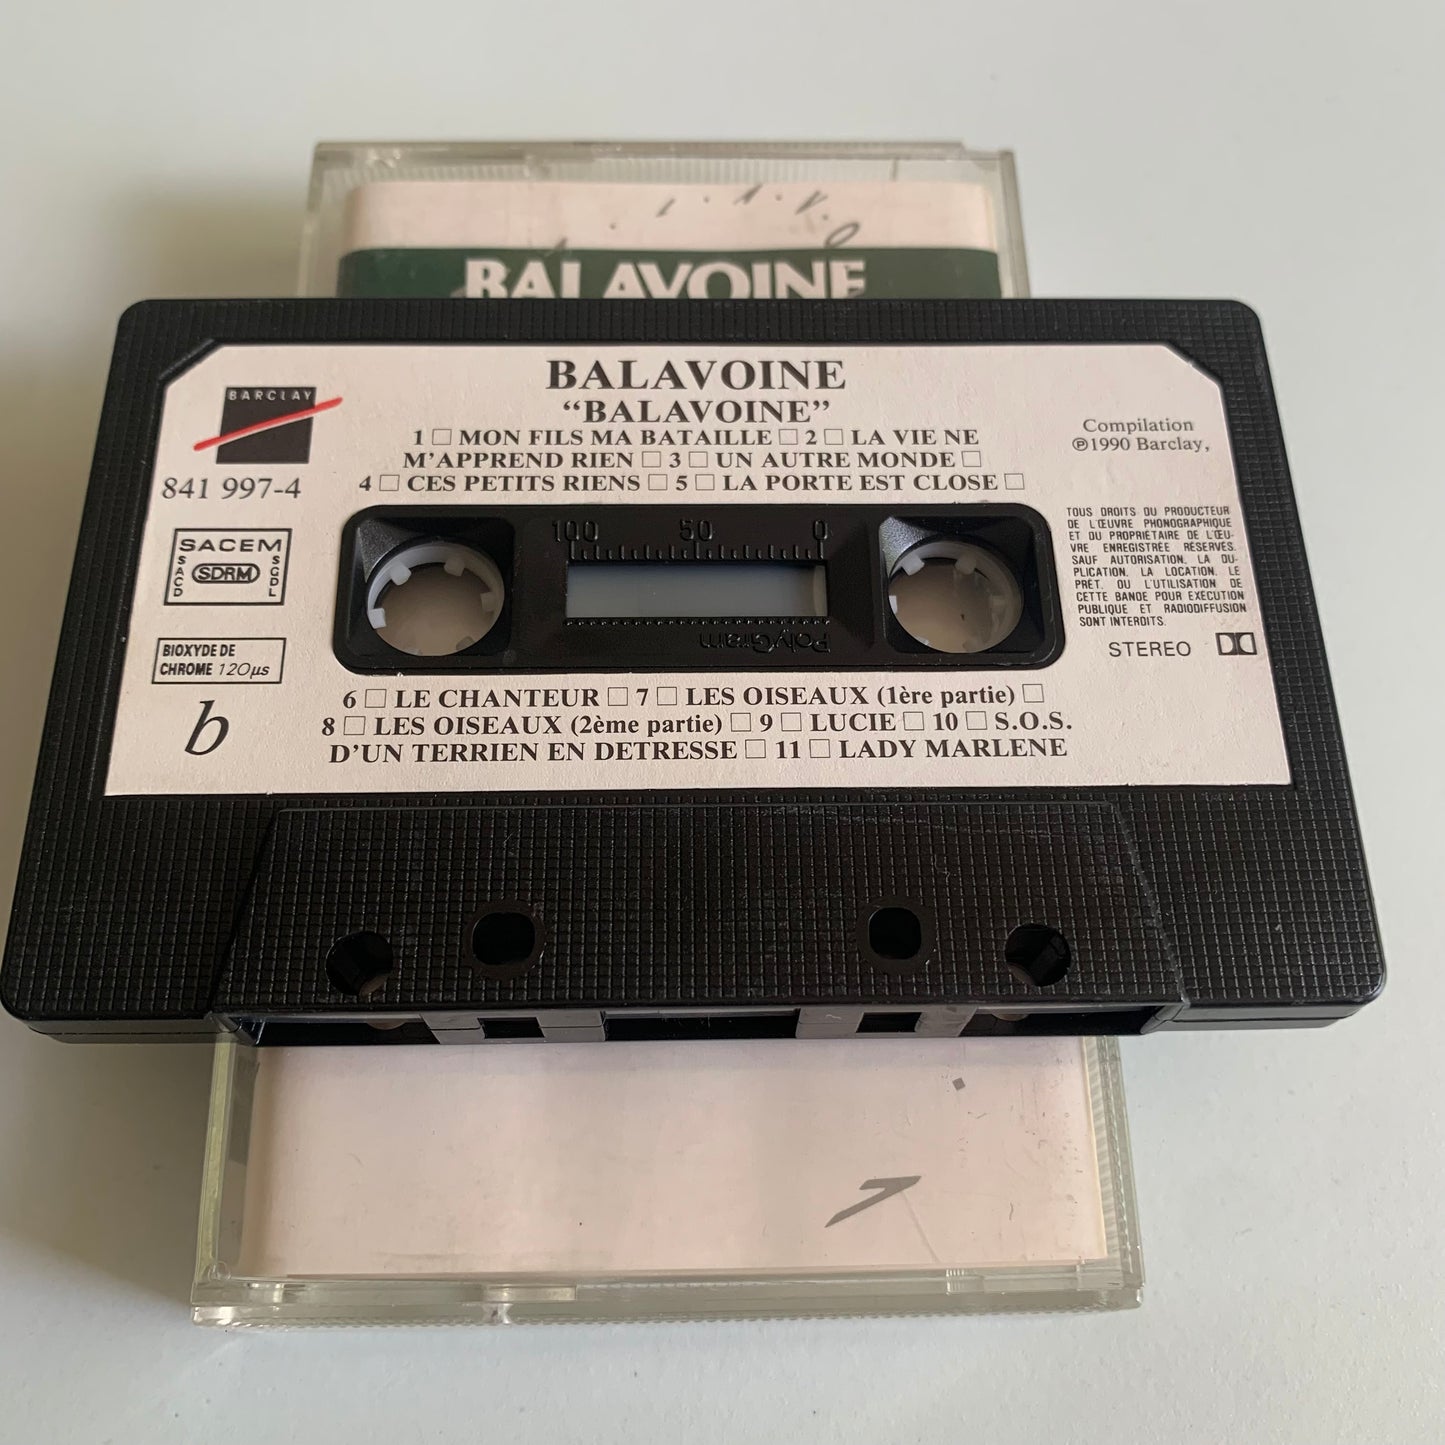 BALAVOINE
BALAVOINE
"BALAVOINE"
1 □ MON FILS MA BATAILLE □ 2 □ LA VIE NE
M'APPREND RIEN □ 3 □ UN AUTRE MONDE □
4 □ CES PETITS RIENS □ 5 □ LA PORTE EST CLOSE □
BARCLAY
841 997-4
Compilation
℗1990 Barclay,
SACEM
SACD
SDRM
SGDL
BIOXYDE DE
CHROME 120µs
b
100 50 0
PolyGram
TOUS DROITS DU PRODUCTEUR
DE L'ŒUVRE PHONOGRAPHIQUE
ET DU PROPRIÉTAIRE DE L'ŒU-
VRE ENREGISTRÉE RÉSERVÉS.
SAUF AUTORISATION, LA DU-
PLICATION, LA LOCATION, LE
PRÊT, OU L'UTILISATION DE
CETTE BANDE POUR EXÉCUTION
PUBLIQUE ET RADIODIFFUSION
SONT INTERDITS.
STEREO
6 □ LE CHANTEUR □ 7 □ LES OISEAUX (1ère partie) □
8 □ LES OISEAUX (2ème partie) □ 9 □ LUCIE □ 10 □ S.O.S.
D'UN TERRIEN EN DETRESSE □ 11 □ LADY MARLENE